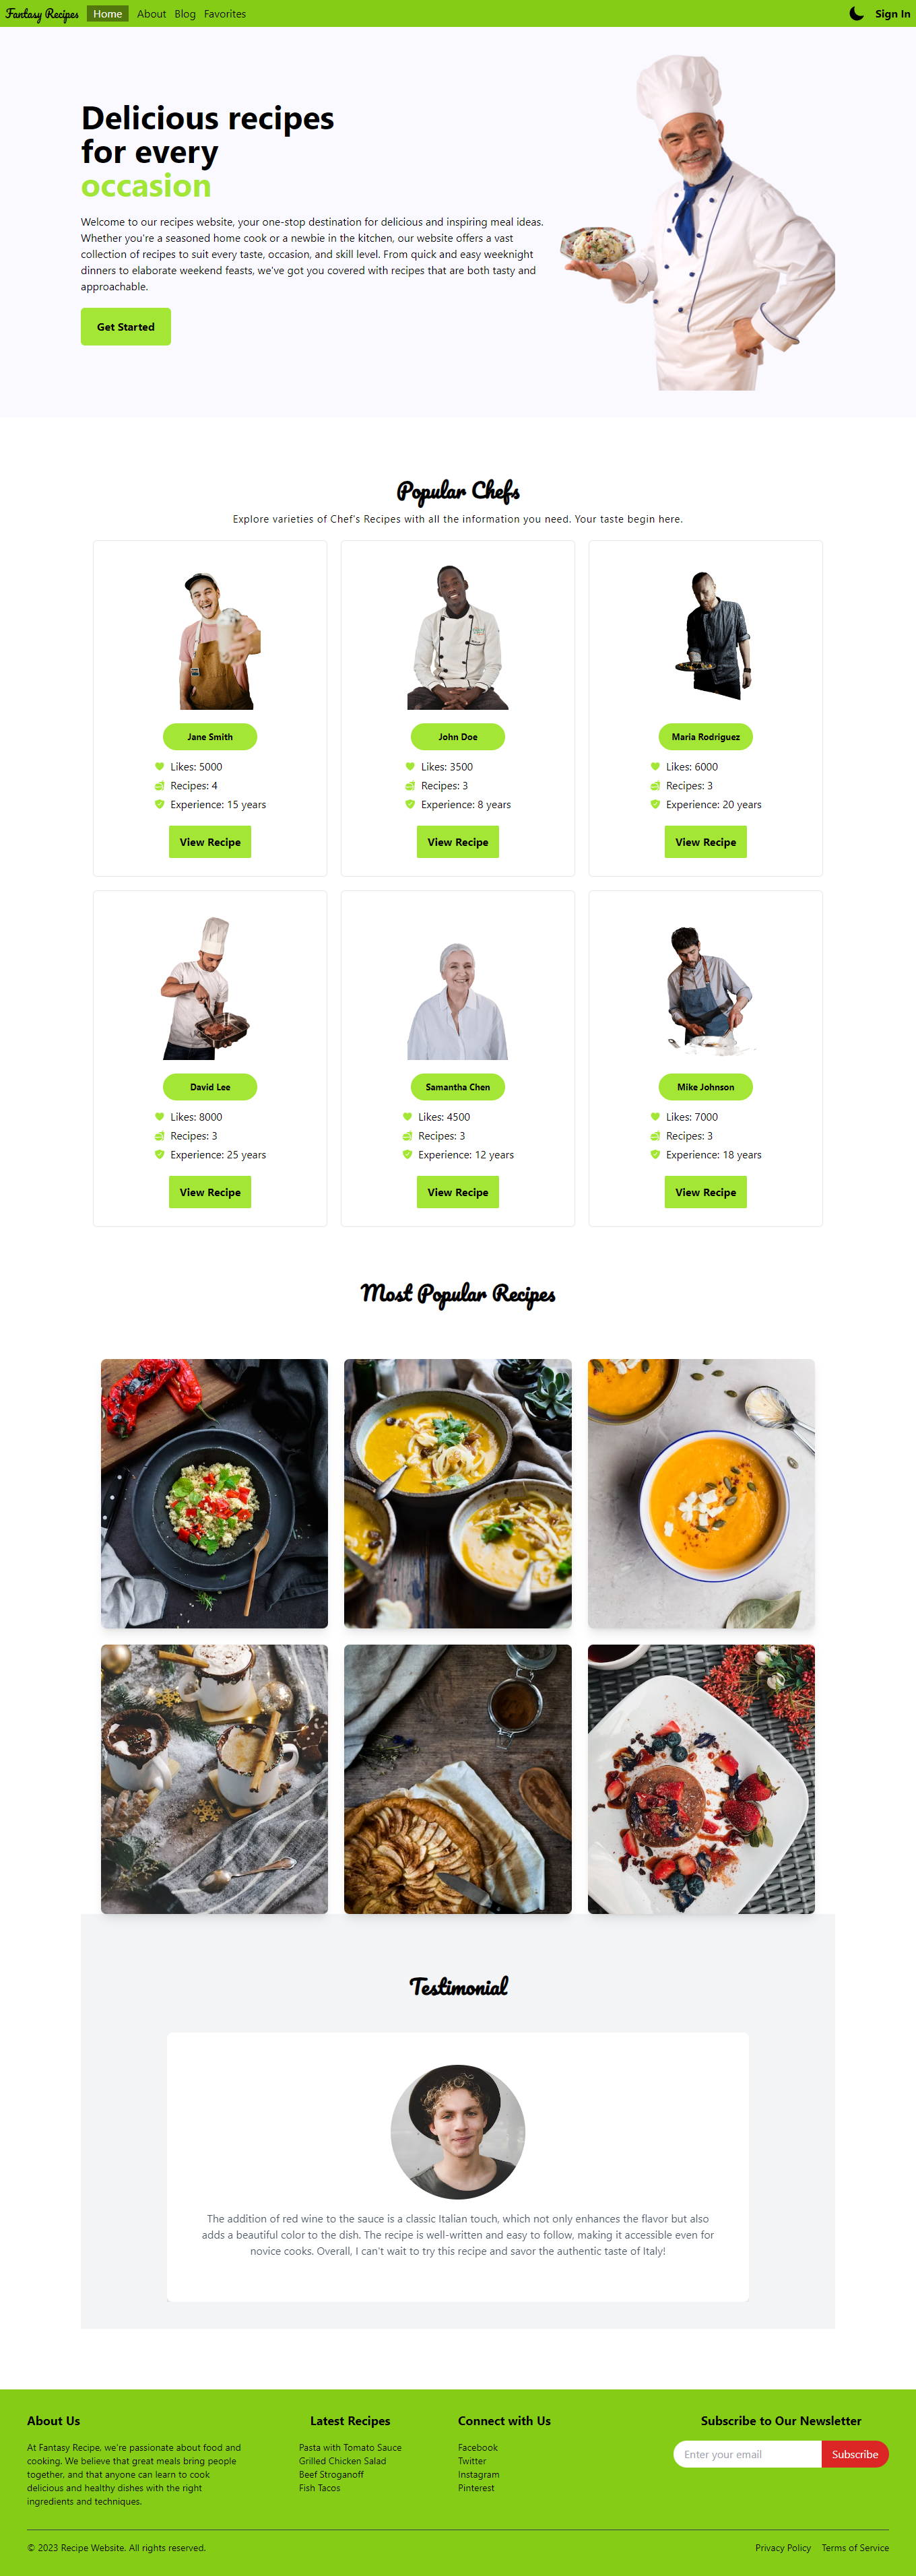 Fantasy Recipes
Home
About
Blog
Favorites
Sign In
Delicious recipes
for every
occasion
Welcome to our recipes website, your one-stop destination for delicious and inspiring meal ideas.
Whether you're a seasoned home cook or a newbie in the kitchen, our website offers a vast
collection of recipes to suit every taste, occasion, and skill level. From quick and easy weeknight
dinners to elaborate weekend feasts, we've got you covered with recipes that are both tasty and
approachable.
Get Started
Popular Chefs
Explore varieties of Chef's Recipes with all the information you need. Your taste begin here.
Jane Smith
Likes: 5000
Recipes: 4
Experience: 15 years
View Recipe
John Doe
Likes: 3500
Recipes: 3
Experience: 8 years
View Recipe
Maria Rodriguez
Likes: 6000
Recipes: 3
Experience: 20 years
View Recipe
David Lee
Likes: 8000
Recipes: 3
Experience: 25 years
View Recipe
Samantha Chen
Likes: 4500
Recipes: 3
Experience: 12 years
View Recipe
Mike Johnson
Likes: 7000
Recipes: 3
Experience: 18 years
View Recipe
Most Popular Recipes
Testimonial
The addition of red wine to the sauce is a classic Italian touch, which not only enhances the flavor but also
adds a beautiful color to the dish. The recipe is well-written and easy to follow, making it accessible even for
novice cooks. Overall, I can't wait to try this recipe and savor the authentic taste of Italy!
About Us
At Fantasy Recipe, we're passionate about food and
cooking. We believe that great meals bring people
together, and that anyone can learn to cook
delicious and healthy dishes with the right
ingredients and techniques.
Latest Recipes
Pasta with Tomato Sauce
Grilled Chicken Salad
Beef Stroganoff
Fish Tacos
Connect with Us
Facebook
Twitter
Instagram
Pinterest
Subscribe to Our Newsletter
Enter your email
Subscribe
© 2023 Recipe Website. All rights reserved.
Privacy Policy
Terms of Service